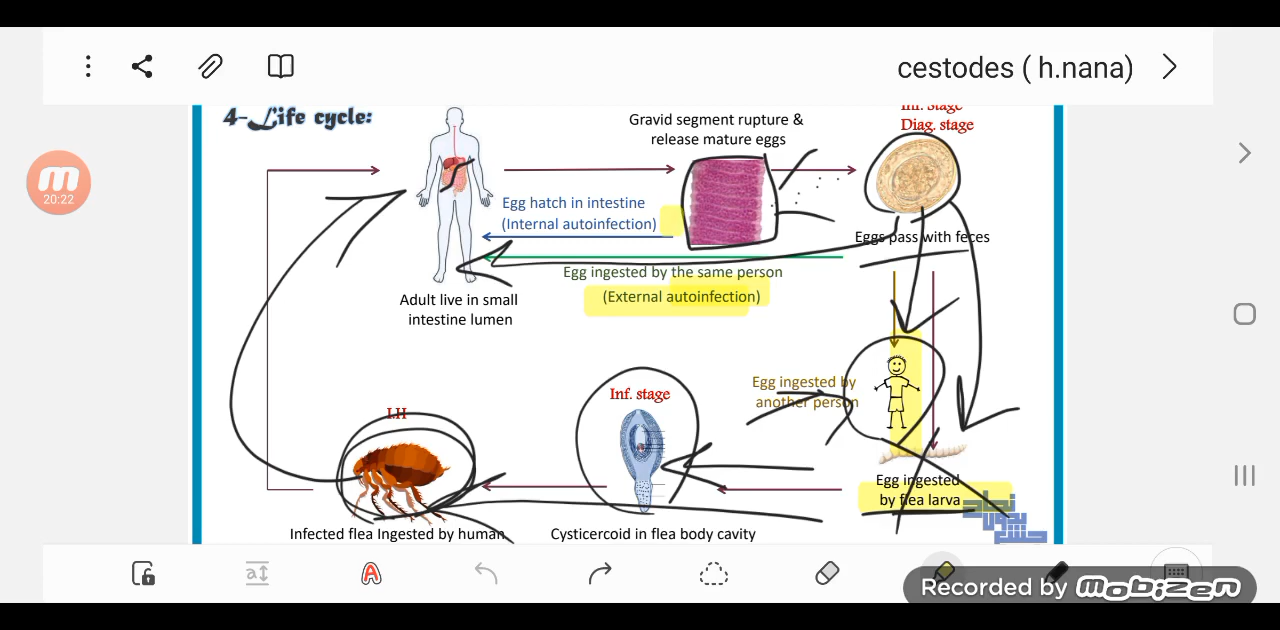 cestodes ( h.nana)
4-Life cycle:
Gravid segment rupture &
release mature eggs
Inf. Stage
Diag. stage
20:22
Egg hatch in intestine
(Internal autoinfection)
Eggs pass with feces
Egg ingested by the same person
(External autoinfection)
Adult live in small
intestine lumen
Egg ingested by
another person
Inf. stage
I.H
Egg ingested
by flea larva
Infected flea Ingested by human
Cysticercoid in flea body cavity
Recorded by mobizen